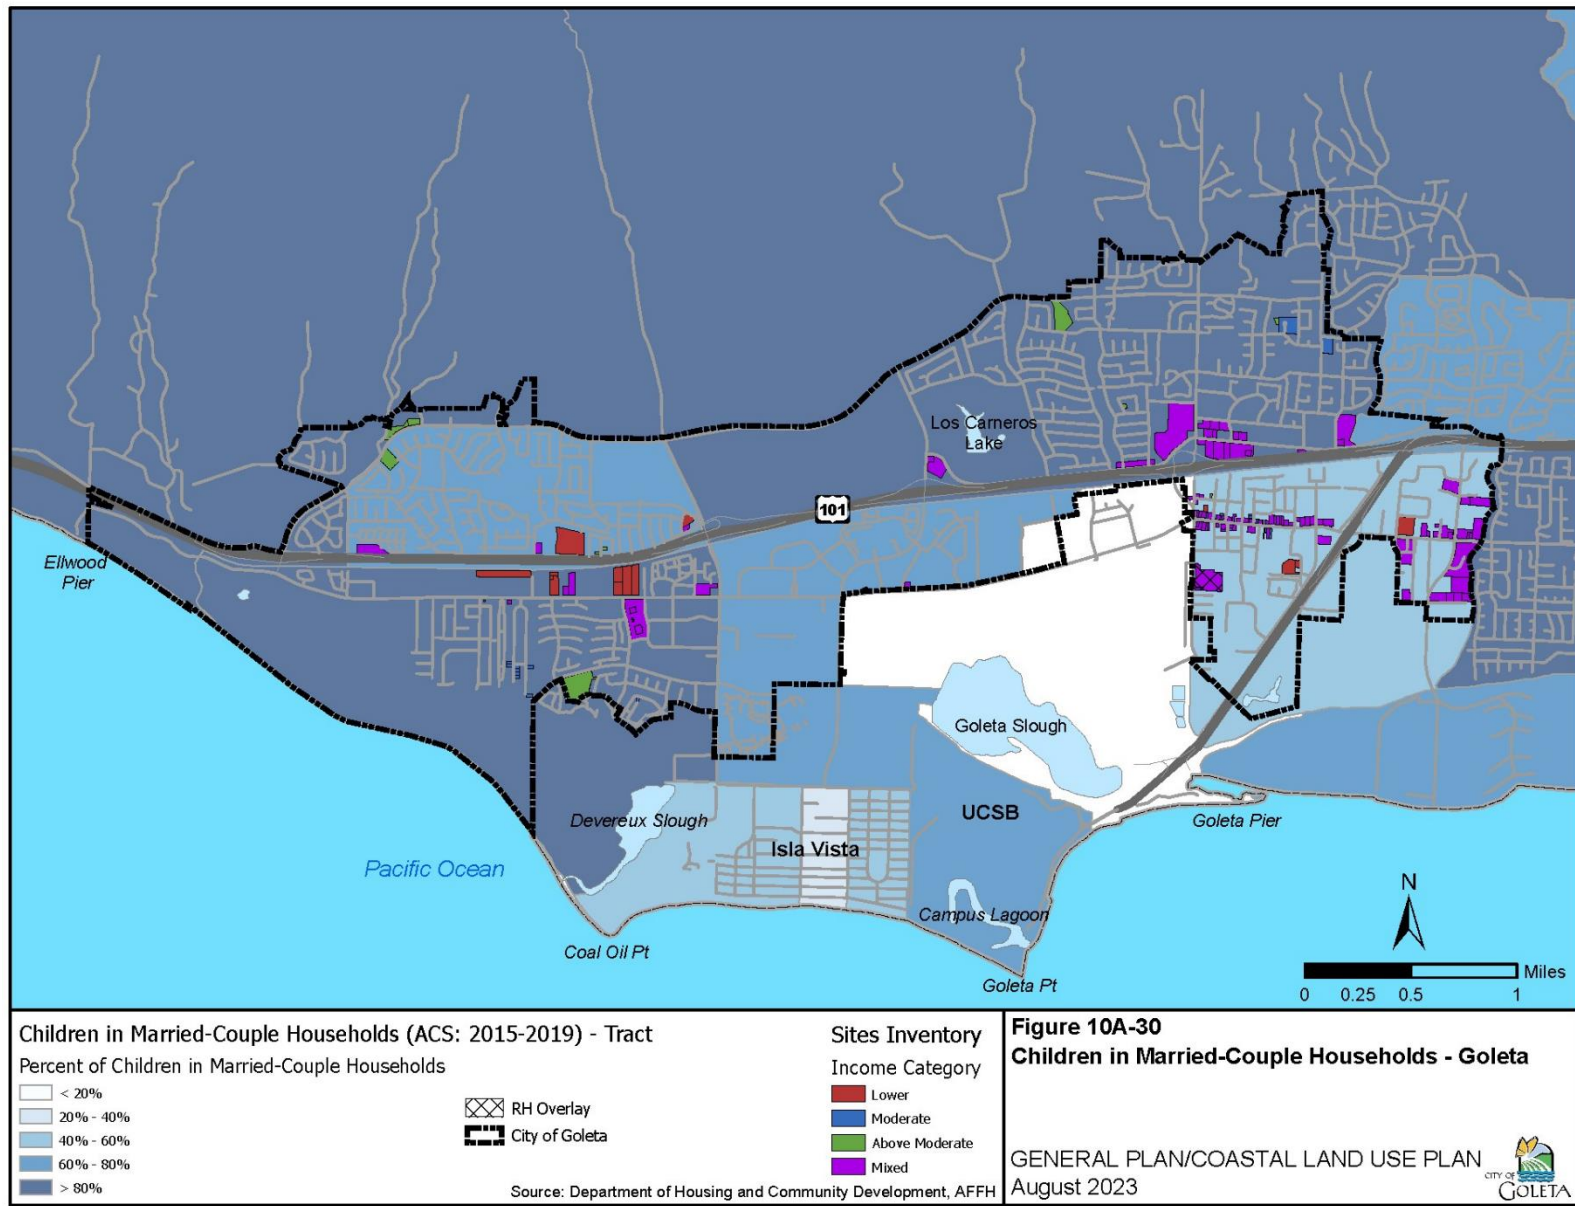 Los Carneros
Lake
101
Ellwood
Pier
Goleta Slough
UCSB
Goleta Pier
Devereux Slough
Isla Vista
Pacific Ocean
Campus Lagoon
Coal Oil Pt
Goleta Pt
N
Miles
0 0.25 0.5 1
Children in Married-Couple Households (ACS: 2015-2019) - Tract
Percent of Children in Married-Couple Households
< 20%
20% - 40%
40% - 60%
60% - 80%
> 80%
RH Overlay
City of Goleta
Sites Inventory
Income Category
Lower
Moderate
Above Moderate
Mixed
Source: Department of Housing and Community Development, AFFH
Figure 10A-30
Children in Married-Couple Households - Goleta
GENERAL PLAN/COASTAL LAND USE PLAN
August 2023
CITY OF
GOLETA